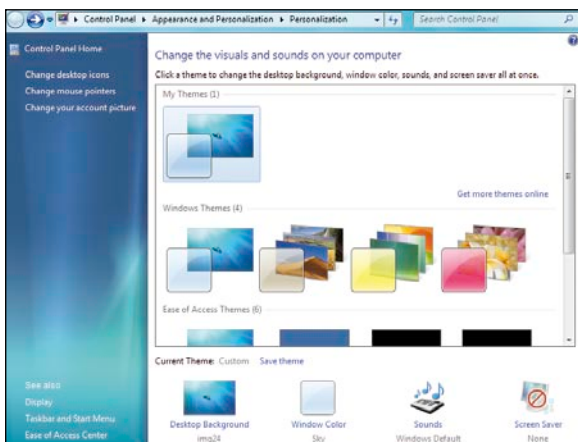 Control Panel ▸ Appearance and Personalization ▸ Personalization
Search Control Panel
Control Panel Home
Change desktop icons
Change mouse pointers
Change your account picture
See also
Display
Taskbar and Start Menu
Ease of Access Center
Change the visuals and sounds on your computer
Click a theme to change the desktop background, window color, sounds, and screen saver all at once.
My Themes (1)
Get more themes online
Windows Themes (4)
Ease of Access Themes (6)
Current Theme: Custom Save theme
Desktop Background
img24
Window Color
Sky
Sounds
Windows Default
Screen Saver
None